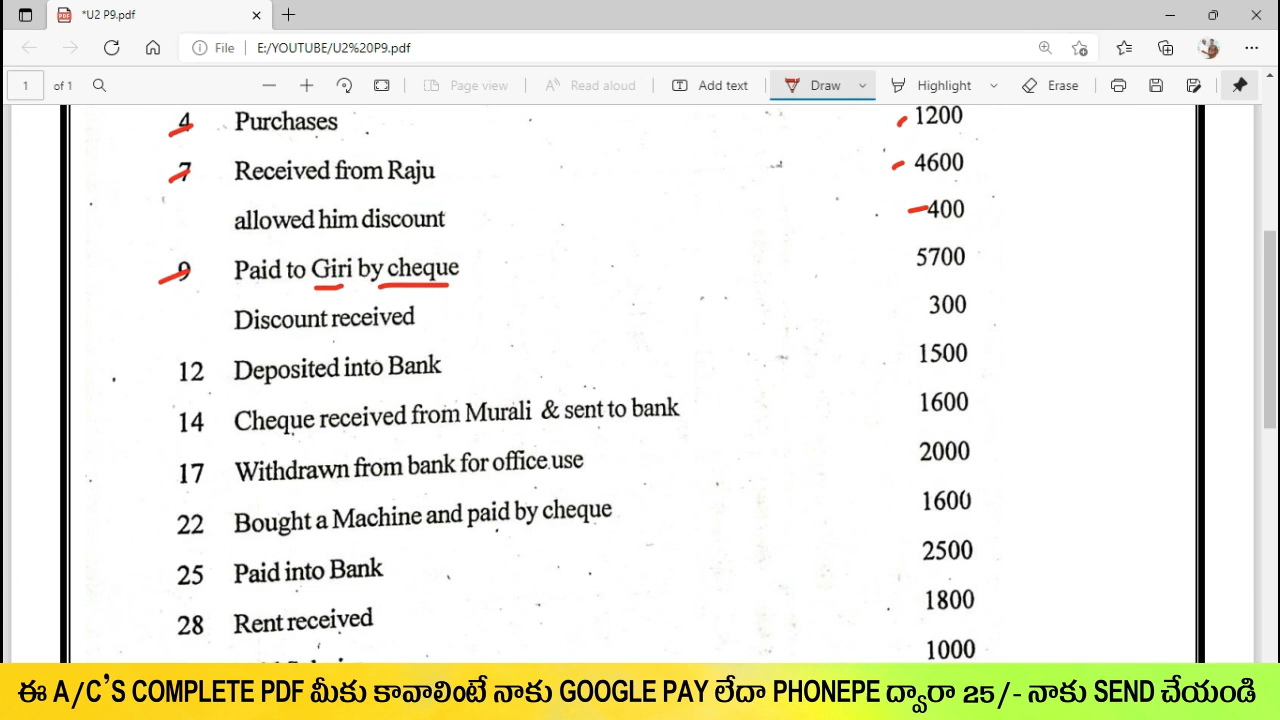 *U2 P9.pdf
File E:/YOUTUBE/U2%20P9.pdf
1 of 1 Page view Read aloud Add text Draw Highlight Erase
4 Purchases 1200
7 Received from Raju 4600
allowed him discount 400
9 Paid to Giri by cheque 5700
Discount received 300
12 Deposited into Bank 1500
14 Cheque received from Murali & sent to bank 1600
17 Withdrawn from bank for office use 2000
22 Bought a Machine and paid by cheque 1600
25 Paid into Bank 2500
28 Rent received 1800
1000
ఈ A/C'S COMPLETE PDF మీకు కావాలింటే నాకు GOOGLE PAY లేదా PHONEPE ద్వారా 25/- నాకు SEND చేయండి